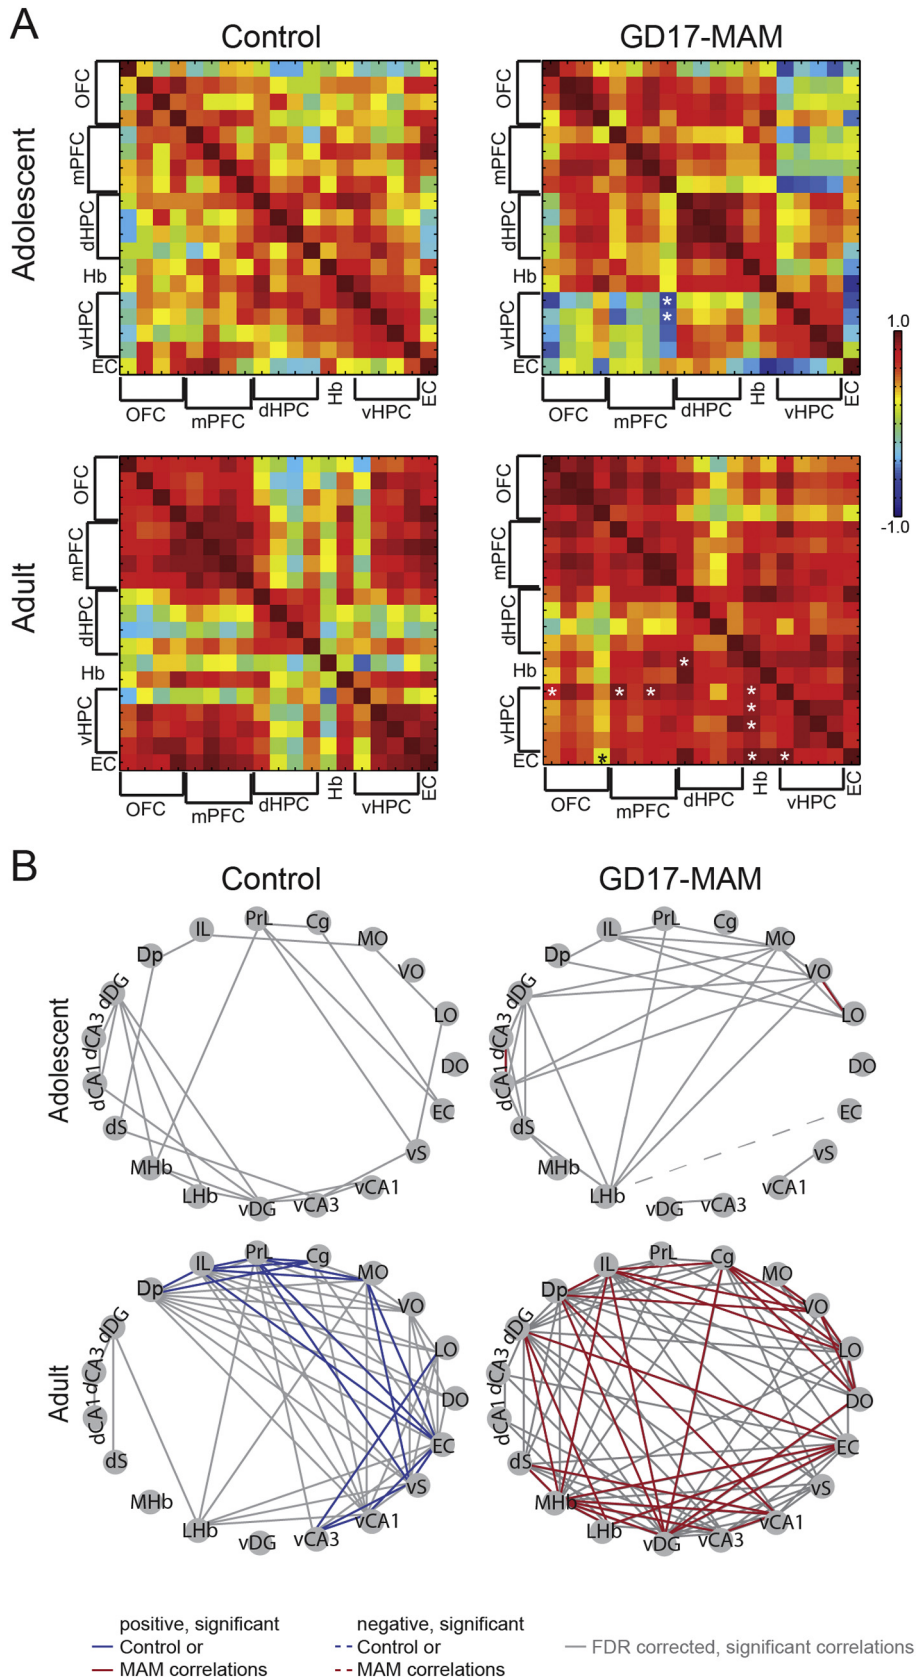 A
Control
GD17-MAM
Adolescent
OFC
mPFC
dHPC
Hb
vHPC
EC
OFC
mPFC
dHPC
Hb
vHPC
EC
OFC
mPFC
dHPC
Hb
vHPC
EC
OFC
mPFC
dHPC
Hb
vHPC
EC
*
*
1.0
-1.0
Adult
OFC
mPFC
dHPC
Hb
vHPC
EC
OFC
mPFC
dHPC
Hb
vHPC
EC
OFC
mPFC
dHPC
Hb
vHPC
EC
OFC
mPFC
dHPC
Hb
vHPC
EC
*
* * * *
*
*
* * *
B
Control
GD17-MAM
Adolescent
IL
PrL
Cg
MO
VO
LO
DO
EC
vS
vCA1
vCA3
vDG
LHb
MHb
dS
dCA1
dCA3
dDG
Dp
IL
PrL
Cg
MO
VO
LO
DO
EC
vS
vCA1
vCA3
vDG
LHb
MHb
dS
dCA1
dCA3
dDG
Dp
Adult
IL
PrL
Cg
MO
VO
LO
DO
EC
vS
vCA1
vCA3
vDG
LHb
MHb
dS
dCA1
dCA3
dDG
Dp
IL
PrL
Cg
MO
VO
LO
DO
EC
vS
vCA1
vCA3
vDG
LHb
MHb
dS
dCA1
dCA3
dDG
Dp
positive, significant
Control or
MAM correlations
negative, significant
Control or
MAM correlations
FDR corrected, significant correlations